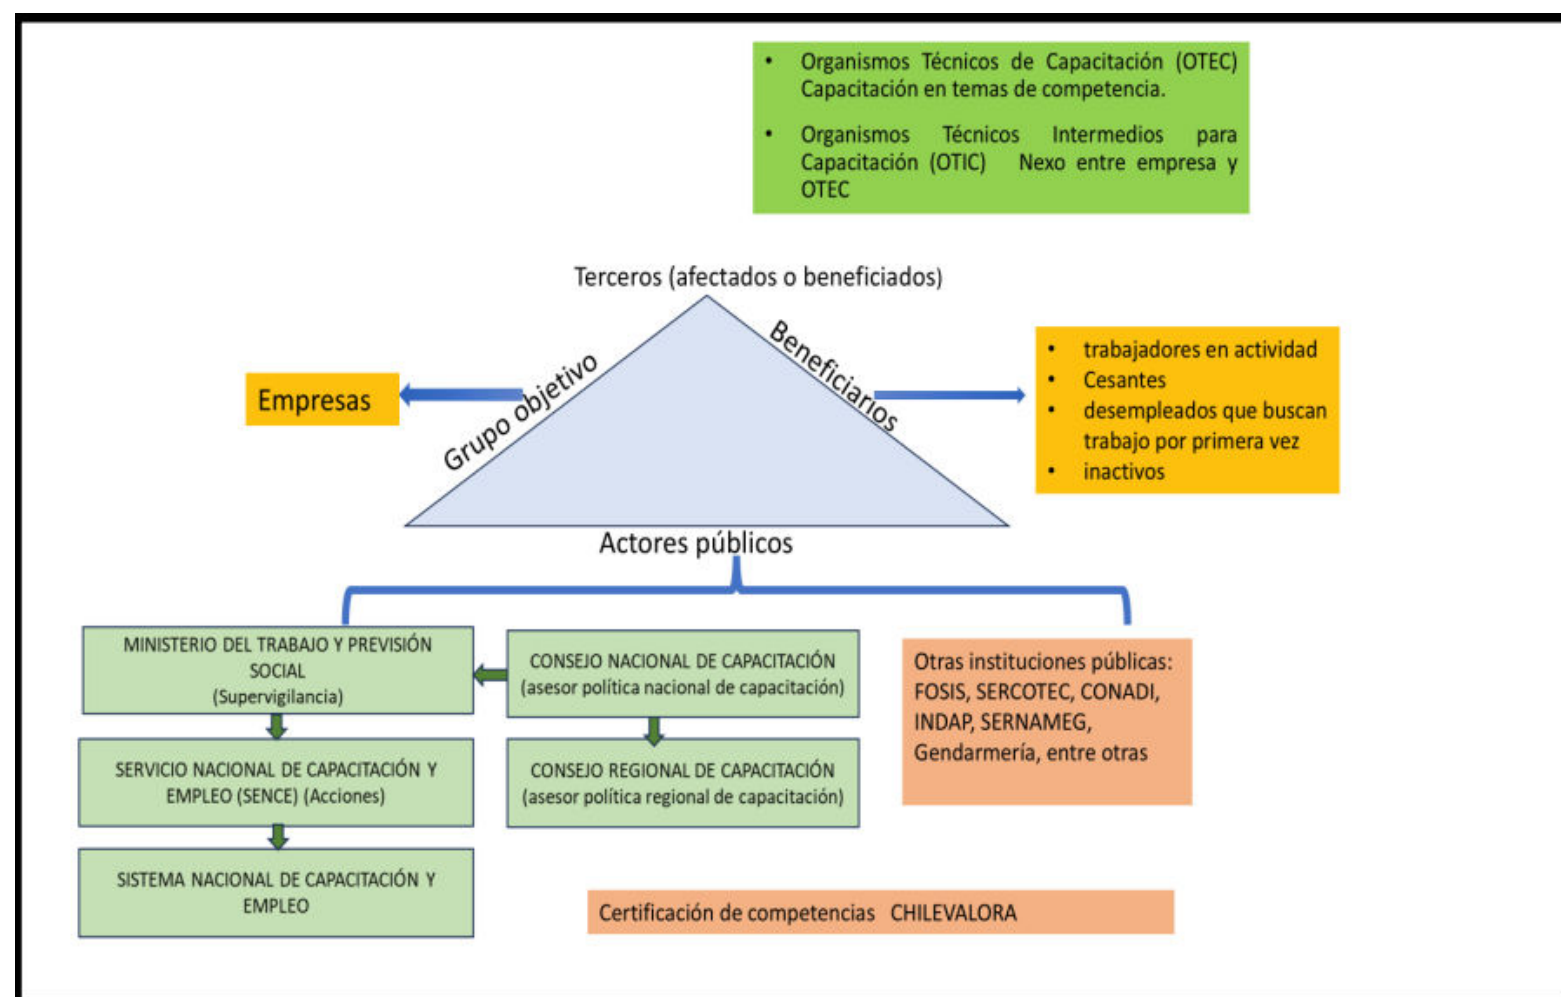 • Organismos Técnicos de Capacitación (OTEC)
Capacitación en temas de competencia.
• Organismos Técnicos Intermedios para
Capacitación (OTIC) Nexo entre empresa y
OTEC
Terceros (afectados o beneficiados)
Grupo objetivo
Beneficiarios
Empresas
• trabajadores en actividad
• Cesantes
• desempleados que buscan
trabajo por primera vez
• inactivos
Actores públicos
MINISTERIO DEL TRABAJO Y PREVISIÓN
SOCIAL
(Supervigilancia)
CONSEJO NACIONAL DE CAPACITACIÓN
(asesor política nacional de capacitación)
Otras instituciones públicas:
FOSIS, SERCOTEC, CONADI,
INDAP, SERNAMEG,
Gendarmería, entre otras
SERVICIO NACIONAL DE CAPACITACIÓN Y
EMPLEO (SENCE) (Acciones)
CONSEJO REGIONAL DE CAPACITACIÓN
(asesor política regional de capacitación)
SISTEMA NACIONAL DE CAPACITACIÓN Y
EMPLEO
Certificación de competencias CHILEVALORA